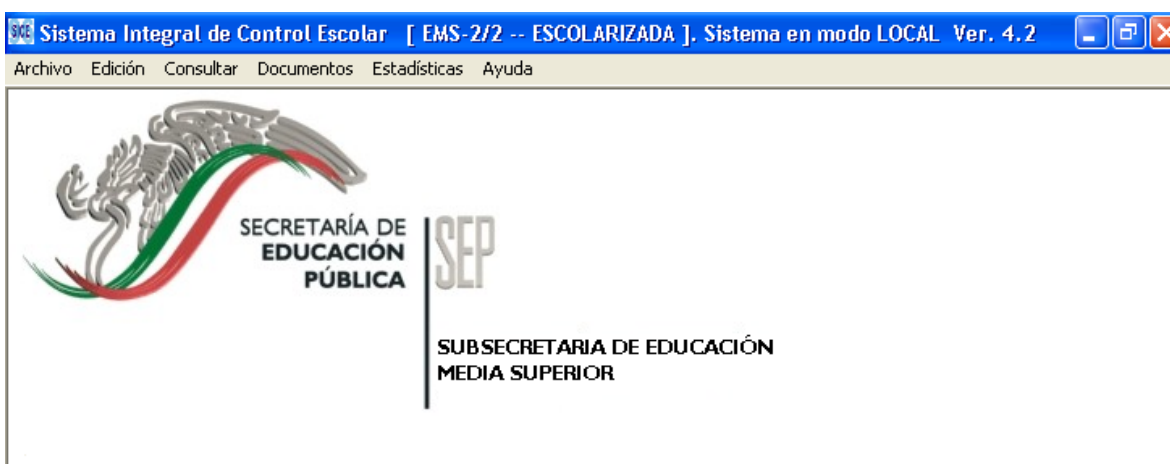 SICE Sistema Integral de Control Escolar [ EMS-2/2 -- ESCOLARIZADA ]. Sistema en modo LOCAL Ver. 4.2
Archivo Edición Consultar Documentos Estadísticas Ayuda
SECRETARÍA DE
EDUCACIÓN
PÚBLICA
SEP
SUBSECRETARIA DE EDUCACIÓN
MEDIA SUPERIOR